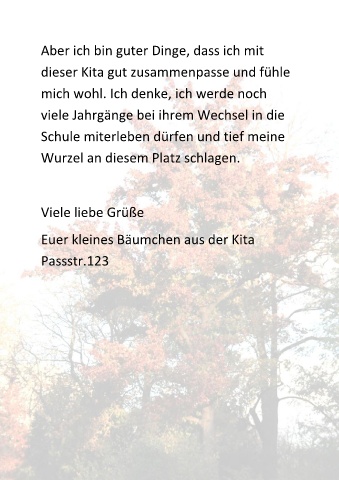 Aber ich bin guter Dinge, dass ich mit
dieser Kita gut zusammenpasse und fühle
mich wohl. Ich denke, ich werde noch
viele Jahrgänge bei ihrem Wechsel in die
Schule miterleben dürfen und tief meine
Wurzel an diesem Platz schlagen.
Viele liebe Grüße
Euer kleines Bäumchen aus der Kita
Passstr.123